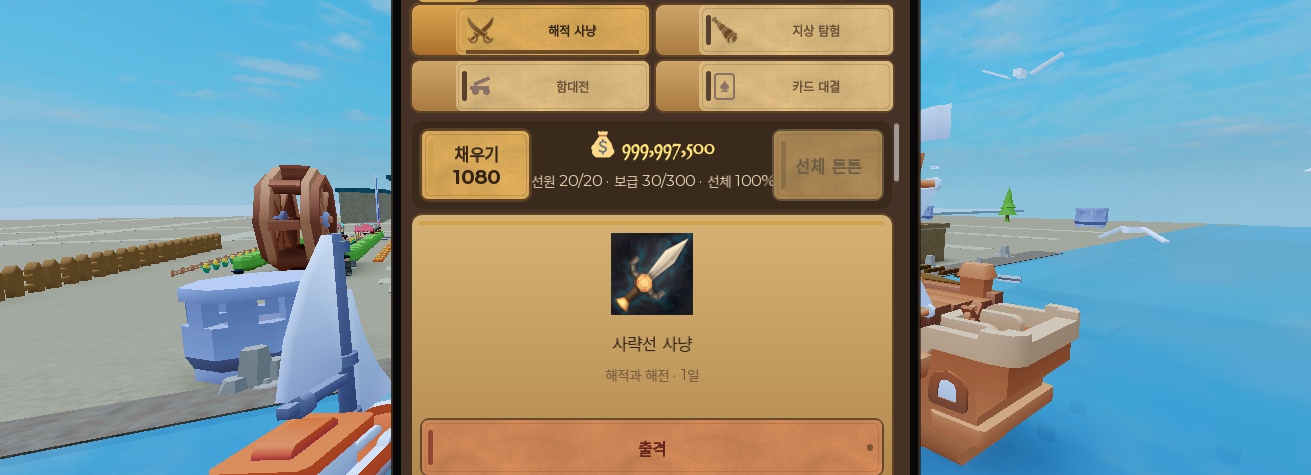 해적 사냥
지상 탐험
함대전
카드 대결
채우기
1080
999,997,500
선원 20/20 · 보급 30/300 · 선체 100%
선체 튼튼
사략선 사냥
해적과 해전 · 1일
출격